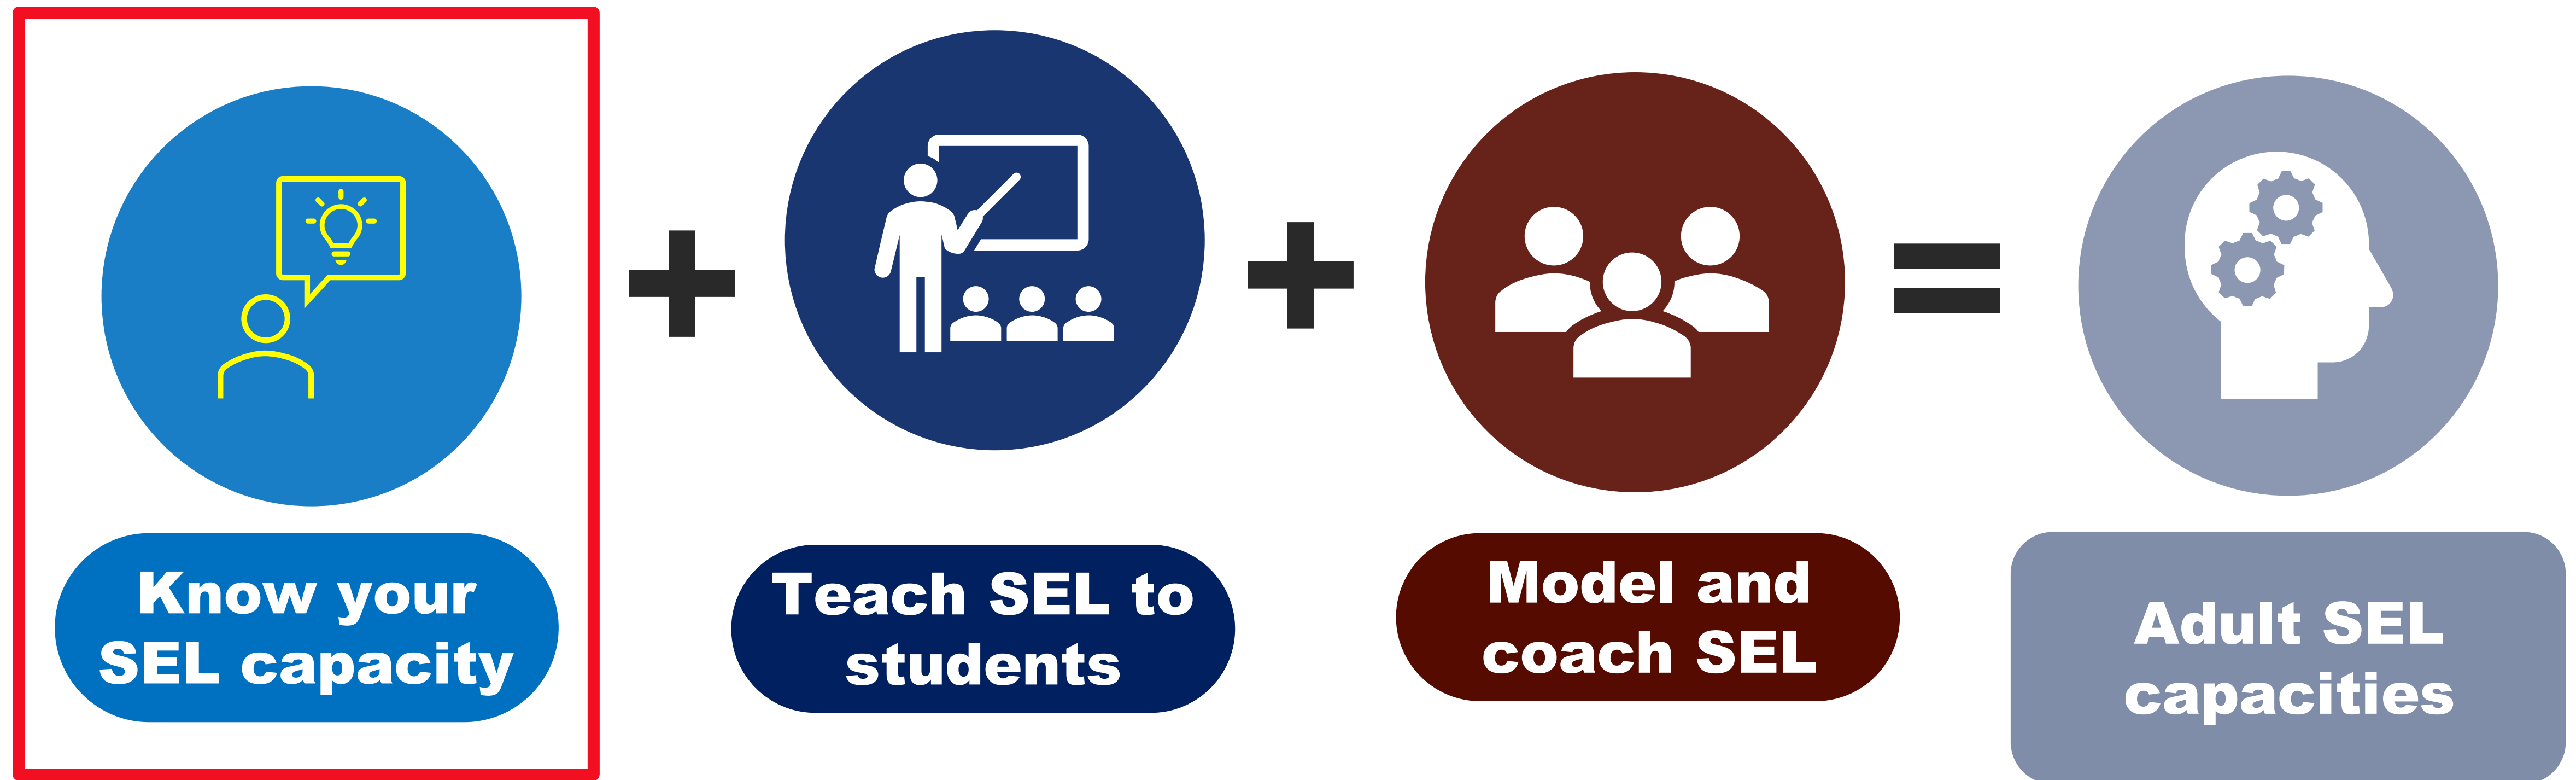 Know your
SEL capacity
+
Teach SEL to
students
+
Model and
coach SEL
=
Adult SEL
capacities